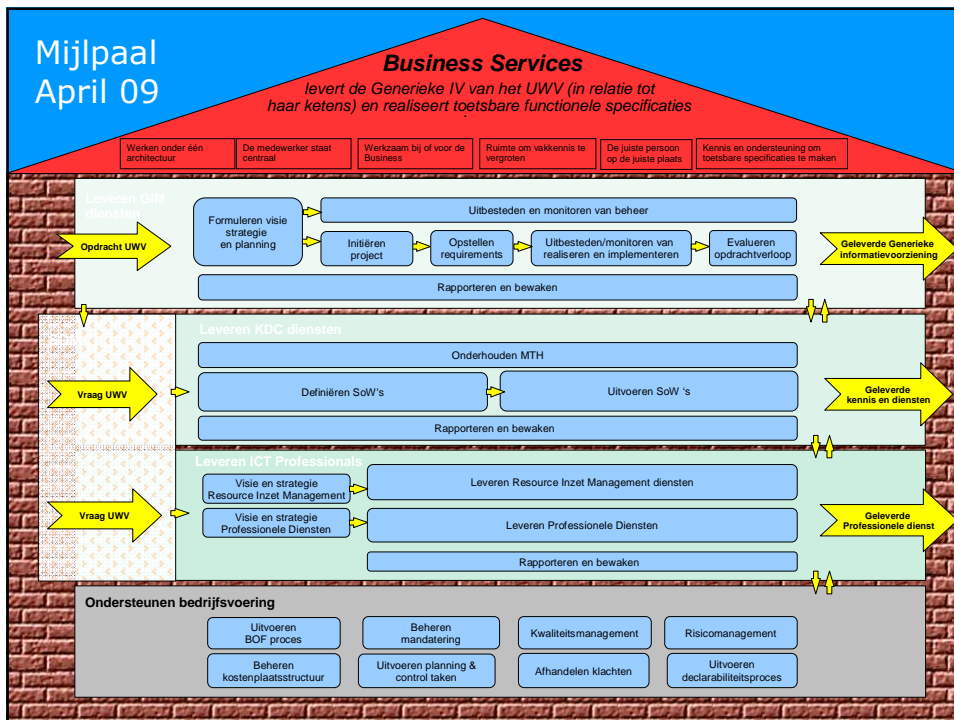 Mijlpaal
April 09
Business Services
levert de Generieke IV van het UWV (in relatie tot
haar ketens) en realiseert toetsbare functionele specificaties
.
Werken onder één
architectuur
De medewerker staat
centraal
Werkzaam bij of voor de
Business
Ruimte om vakkennis te
vergroten
De juiste persoon
op de juiste plaats
Kennis en ondersteuning om
toetsbare specificaties te maken
Leveren GIM
diensten
Opdracht UWV
Formuleren visie
strategie
en planning
Uitbesteden en monitoren van beheer
Initiëren
project
Opstellen
requirements
Uitbesteden/monitoren van
realiseren en implementeren
Evalueren
opdrachtverloop
Rapporteren en bewaken
Geleverde Generieke
informatievoorziening
Leveren KDC diensten
Vraag UWV
Onderhouden MTH
Definiëren SoW's
Uitvoeren SoW 's
Rapporteren en bewaken
Geleverde
kennis en diensten
Leveren ICT Professionals
Vraag UWV
Visie en strategie
Resource Inzet Management
Leveren Resource Inzet Management diensten
Visie en strategie
Professionele Diensten
Leveren Professionele Diensten
Rapporteren en bewaken
Geleverde
Professionele dienst
Ondersteunen bedrijfsvoering
Uitvoeren
BOF proces
Beheren
mandatering
Kwaliteitsmanagement
Risicomanagement
Beheren
kostenplaatsstructuur
Uitvoeren planning &
control taken
Afhandelen klachten
Uitvoeren
declarabiliteitsproces